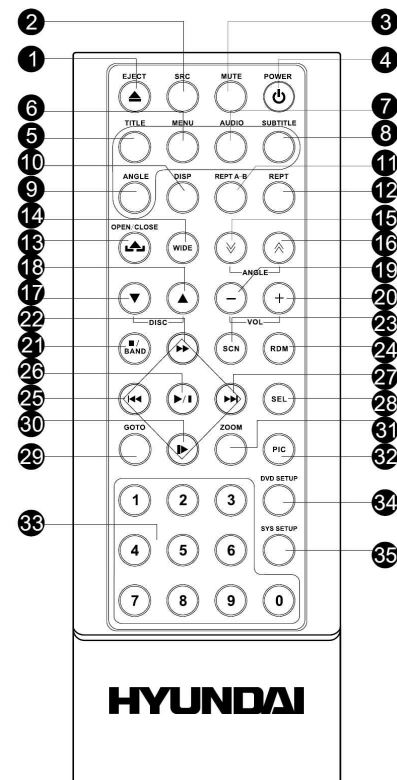 2 3
1 4
EJECT SRC MUTE POWER
6 7
5 TITLE MENU AUDIO SUBTITLE 8
10 11
9 ANGLE DISP REPT A-B REPT 12
14 15
13 OPEN/CLOSE WIDE 16
18 ANGLE 19
17 − + 20
22 DISC VOL 23
21 ■/BAND SCN RDM 24
26 27
25 SEL 28
30 31
29 GOTO ZOOM PIC 32
DVD SETUP
1 2 3 34
33 SYS SETUP
4 5 6 35
7 8 9 0
HYUNDAI